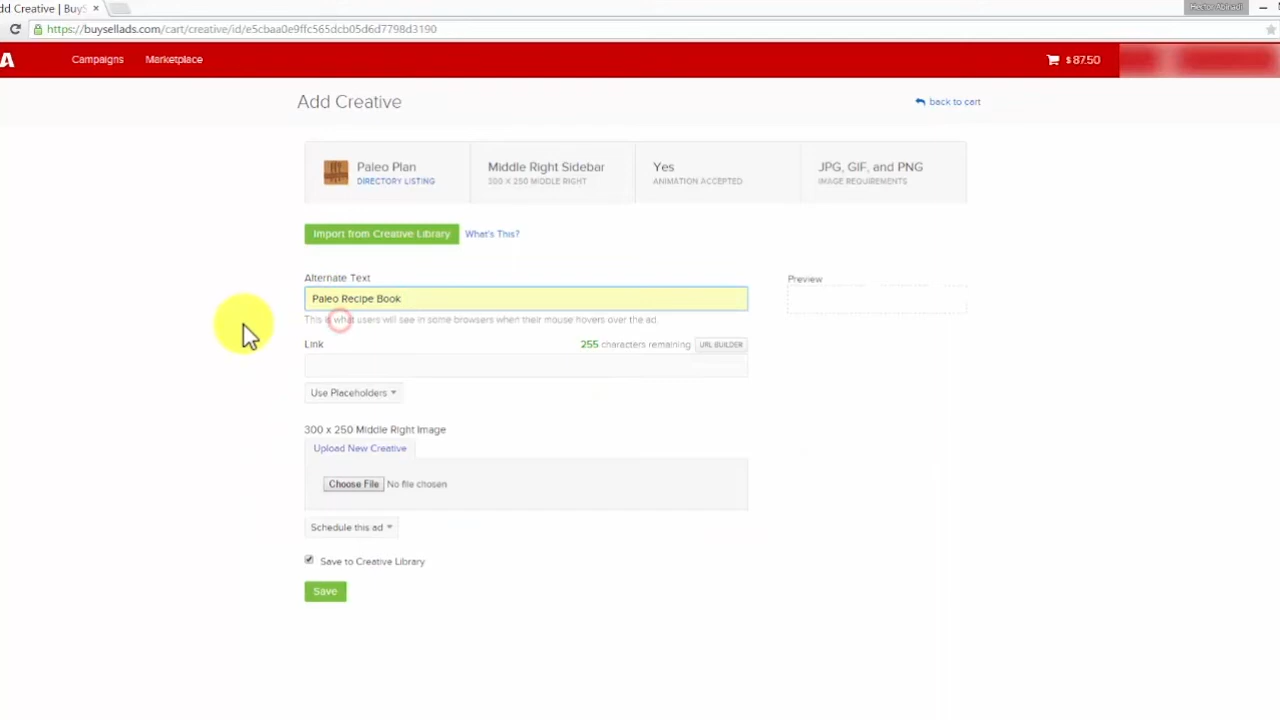 dd Creative | BuyS
https://buysellads.com/cart/creative/id/e5cbaa0e9ffc565dcb05d6d7798d3190
A Campaigns Marketplace $87.50
Add Creative back to cart
Paleo Plan Middle Right Sidebar Yes JPG, GIF, and PNG
DIRECTORY LISTING 300 X 250 MIDDLE RIGHT ANIMATION ACCEPTED IMAGE REQUIREMENTS
Import from Creative Library What's This?
Alternate Text Preview
Paleo Recipe Book
This is what users will see in some browsers when their mouse hovers over the ad.
Link 255 characters remaining URL BUILDER
Use Placeholders
300 x 250 Middle Right Image
Upload New Creative
Choose File No file chosen
Schedule this ad
Save to Creative Library
Save